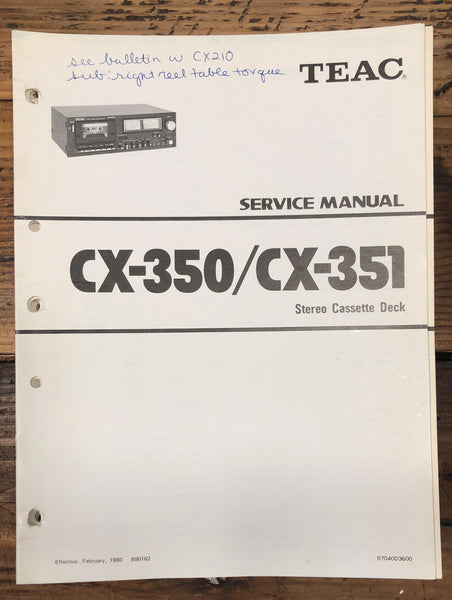 see bulletin w CX210
sub: right reel table torque
TEAC®
TEAC
SERVICE MANUAL
CX-350/CX-351
Stereo Cassette Deck
Effective: February, 1980 890162
5704003600